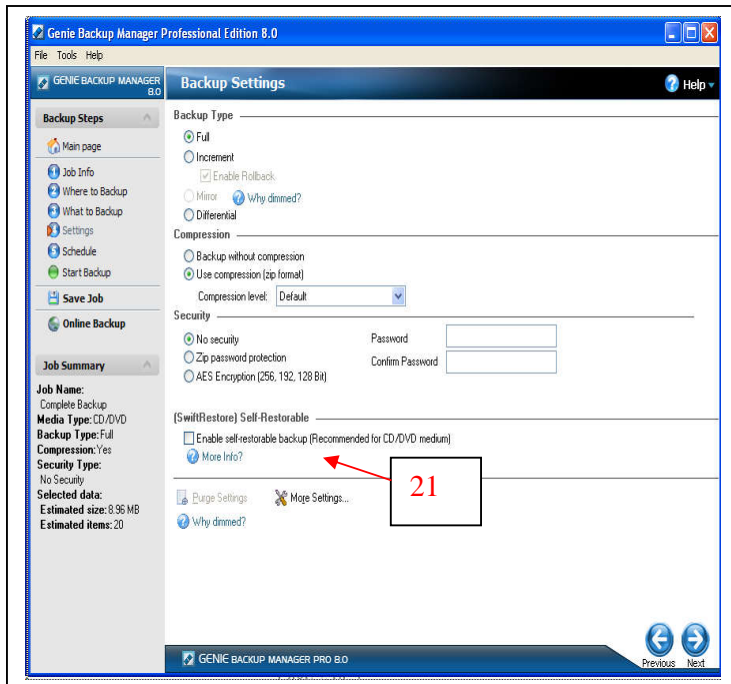 Genie Backup Manager Professional Edition 8.0
File Tools Help
GENIE BACKUP MANAGER
8.0
Backup Settings
Help
Backup Steps
Main page
1 Job Info
2 Where to Backup
3 What to Backup
Settings
5 Schedule
Start Backup
Save Job
Online Backup
Job Summary
Job Name:
Complete Backup
Media Type: CD/DVD
Backup Type: Full
Compression: Yes
Security Type:
No Security
Selected data:
Estimated size: 8.96 MB
Estimated items: 20
Backup Type
Full
Increment
Enable Rollback
Mirror ? Why dimmed?
Differential
Compression
Backup without compression
Use compression (zip format)
Compression level: Default
Security
No security
Zip password protection
AES Encryption (256, 192, 128 Bit)
Password
Confirm Password
(SwiftRestore) Self-Restorable
Enable self-restorable backup (Recommended for CD/DVD medium)
? More Info?
21
Purge Settings More Settings...
? Why dimmed?
GENIE BACKUP MANAGER PRO 8.0
Previous Next